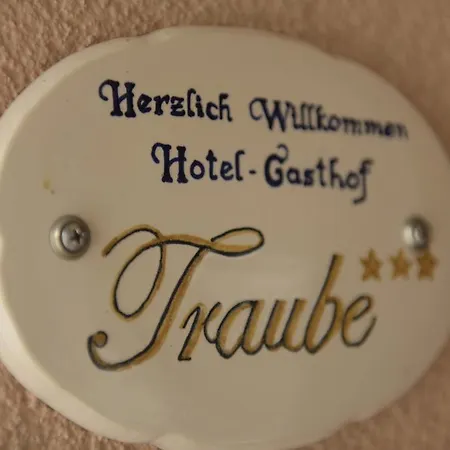 Herzlich Willkommen
Hotel-Gasthof
Traube***